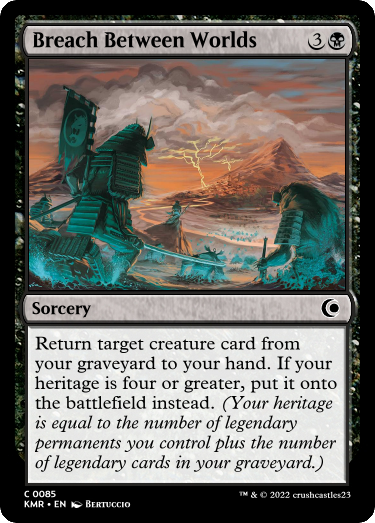 Breach Between Worlds 3
Sorcery
Return target creature card from
your graveyard to your hand. If your
heritage is four or greater, put it onto
the battlefield instead. (Your heritage
is equal to the number of legendary
permanents you control plus the number
of legendary cards in your graveyard.)
C 0085
KMR • EN Bertuccio
™ & © 2022 crushcastles23